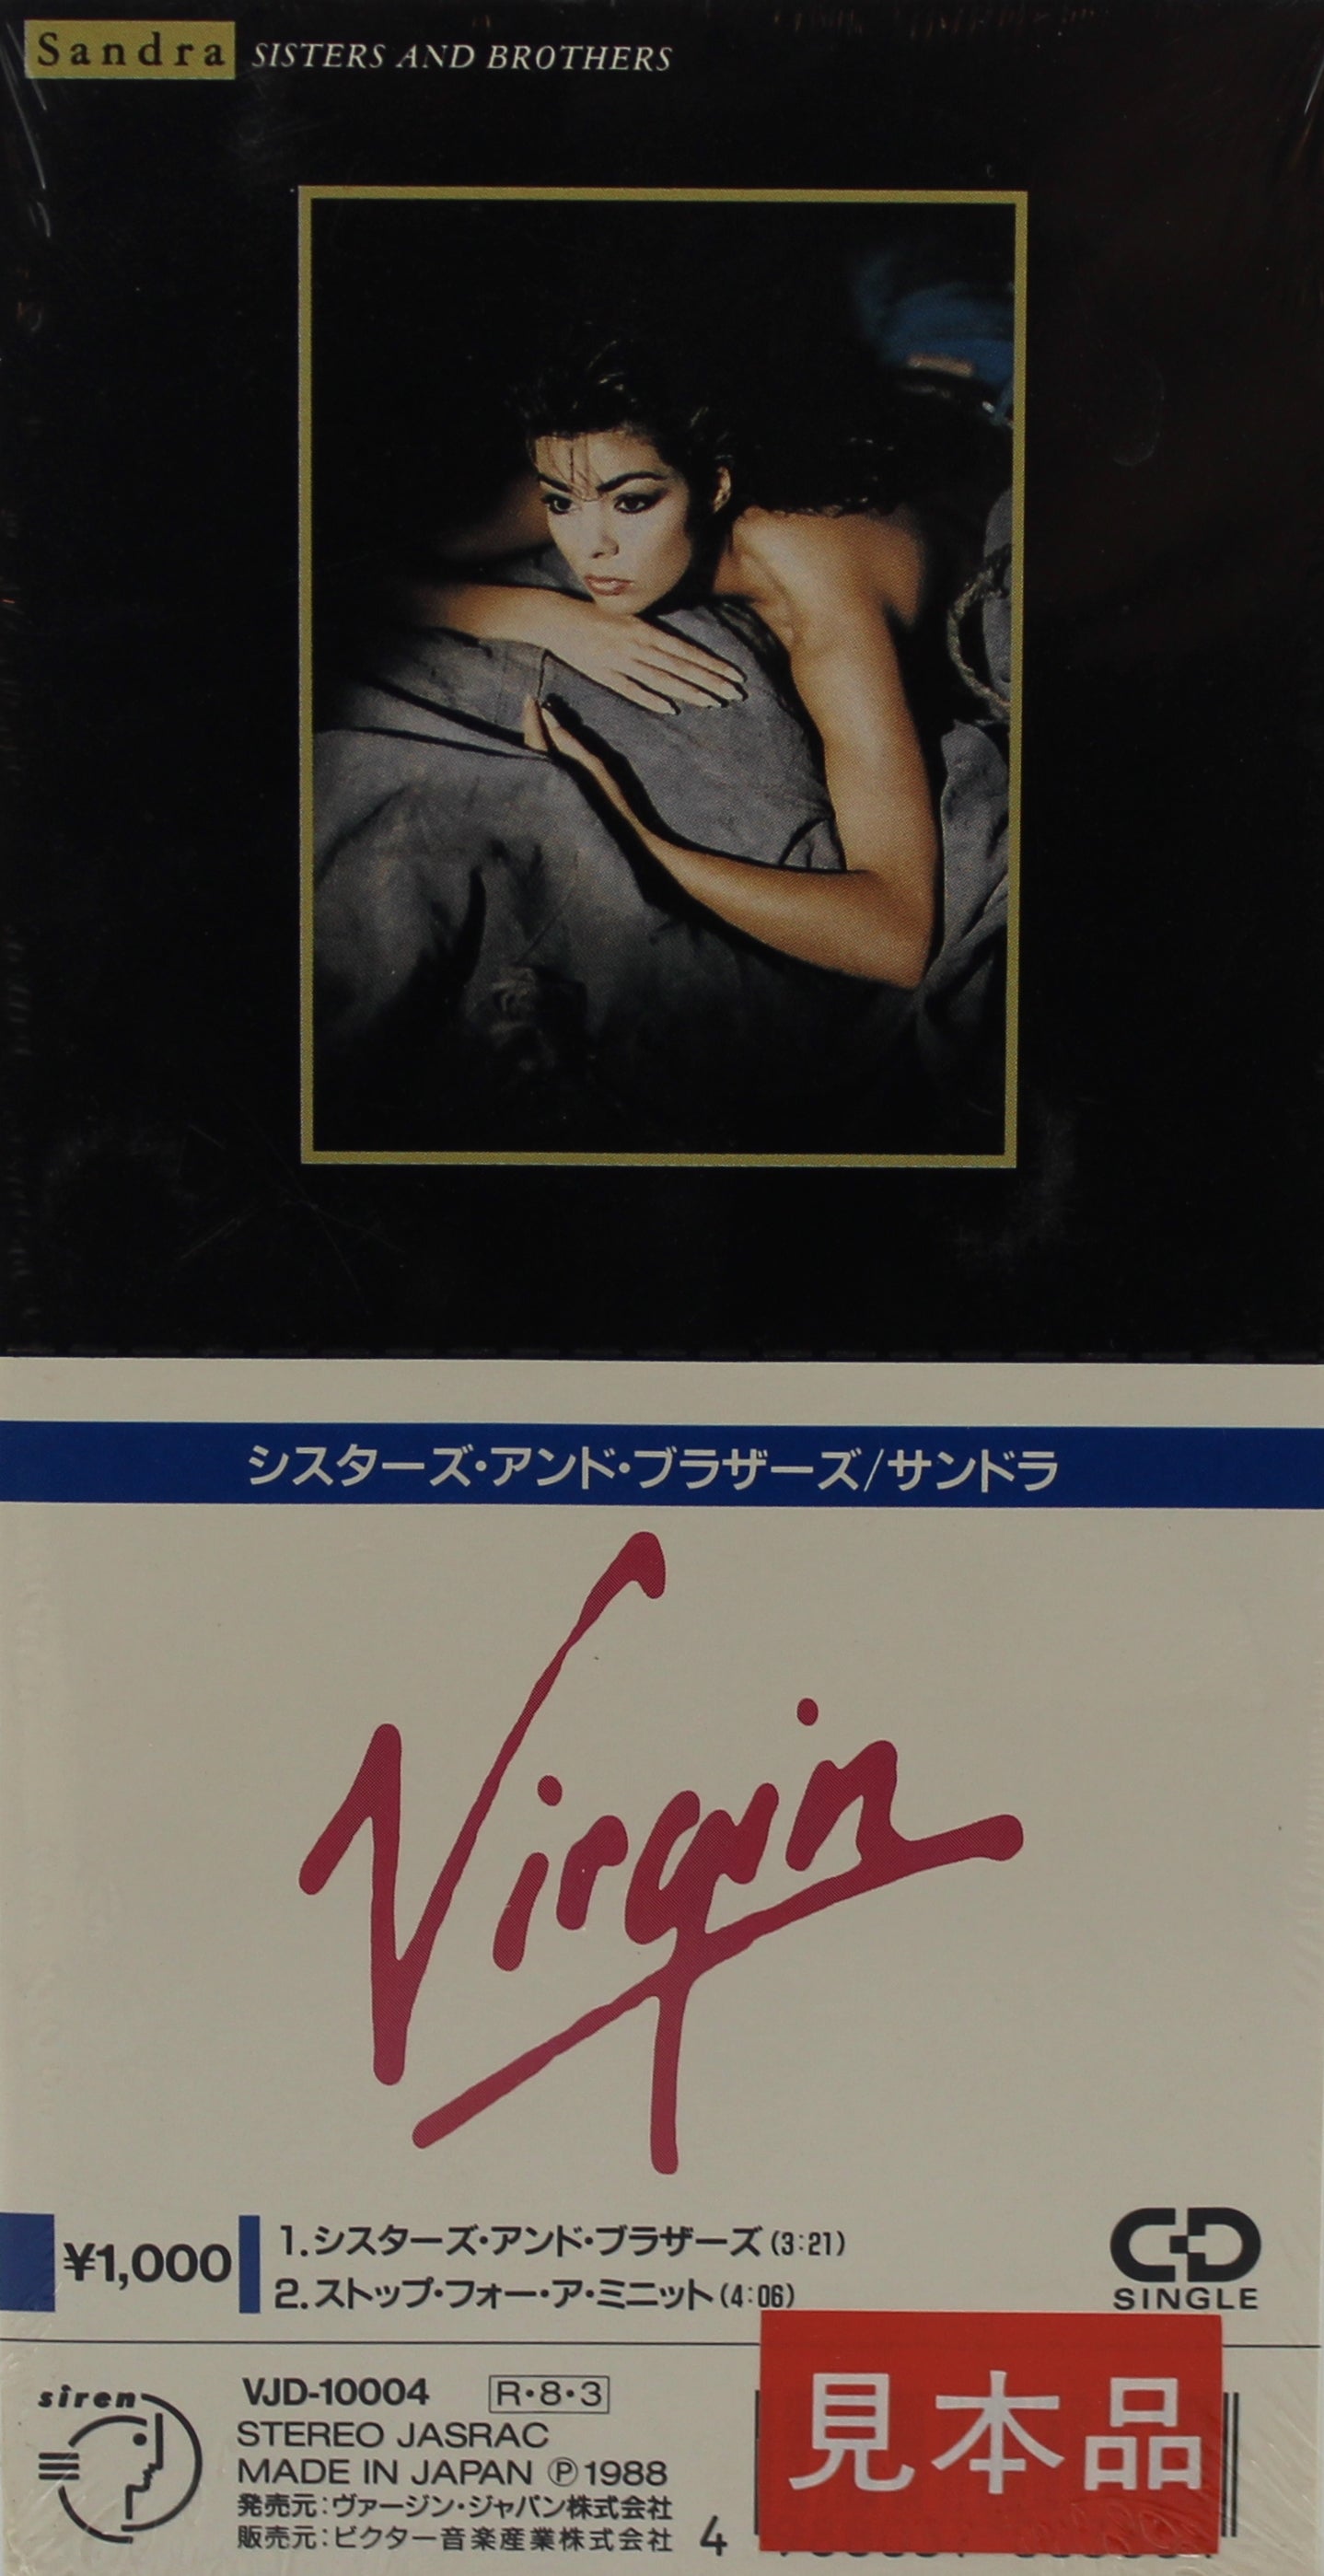 Sandra SISTERS AND BROTHERS
シスターズ・アンド・ブラザーズ/サンドラ
Virgin
¥1,000
1.シスターズ・アンド・ブラザーズ(3:21)
2.ストップ・フォー・ア・ミニット(4:06)
CD
SINGLE
siren
VJD-10004 R・8・3
STEREO JASRAC
MADE IN JAPAN Ⓟ1988
発売元:ヴァージン・ジャパン株式会社
販売元:ビクター音楽産業株式会社
4
見本品